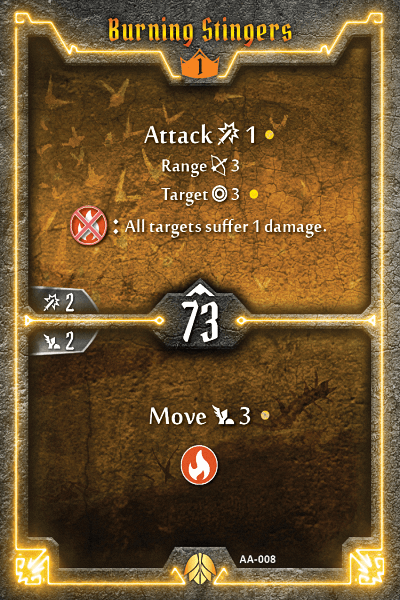 Burning Stingers
1
Attack 1
Range 3
Target 3
: All targets suffer 1 damage.
2
73
2
Move 3
AA-008